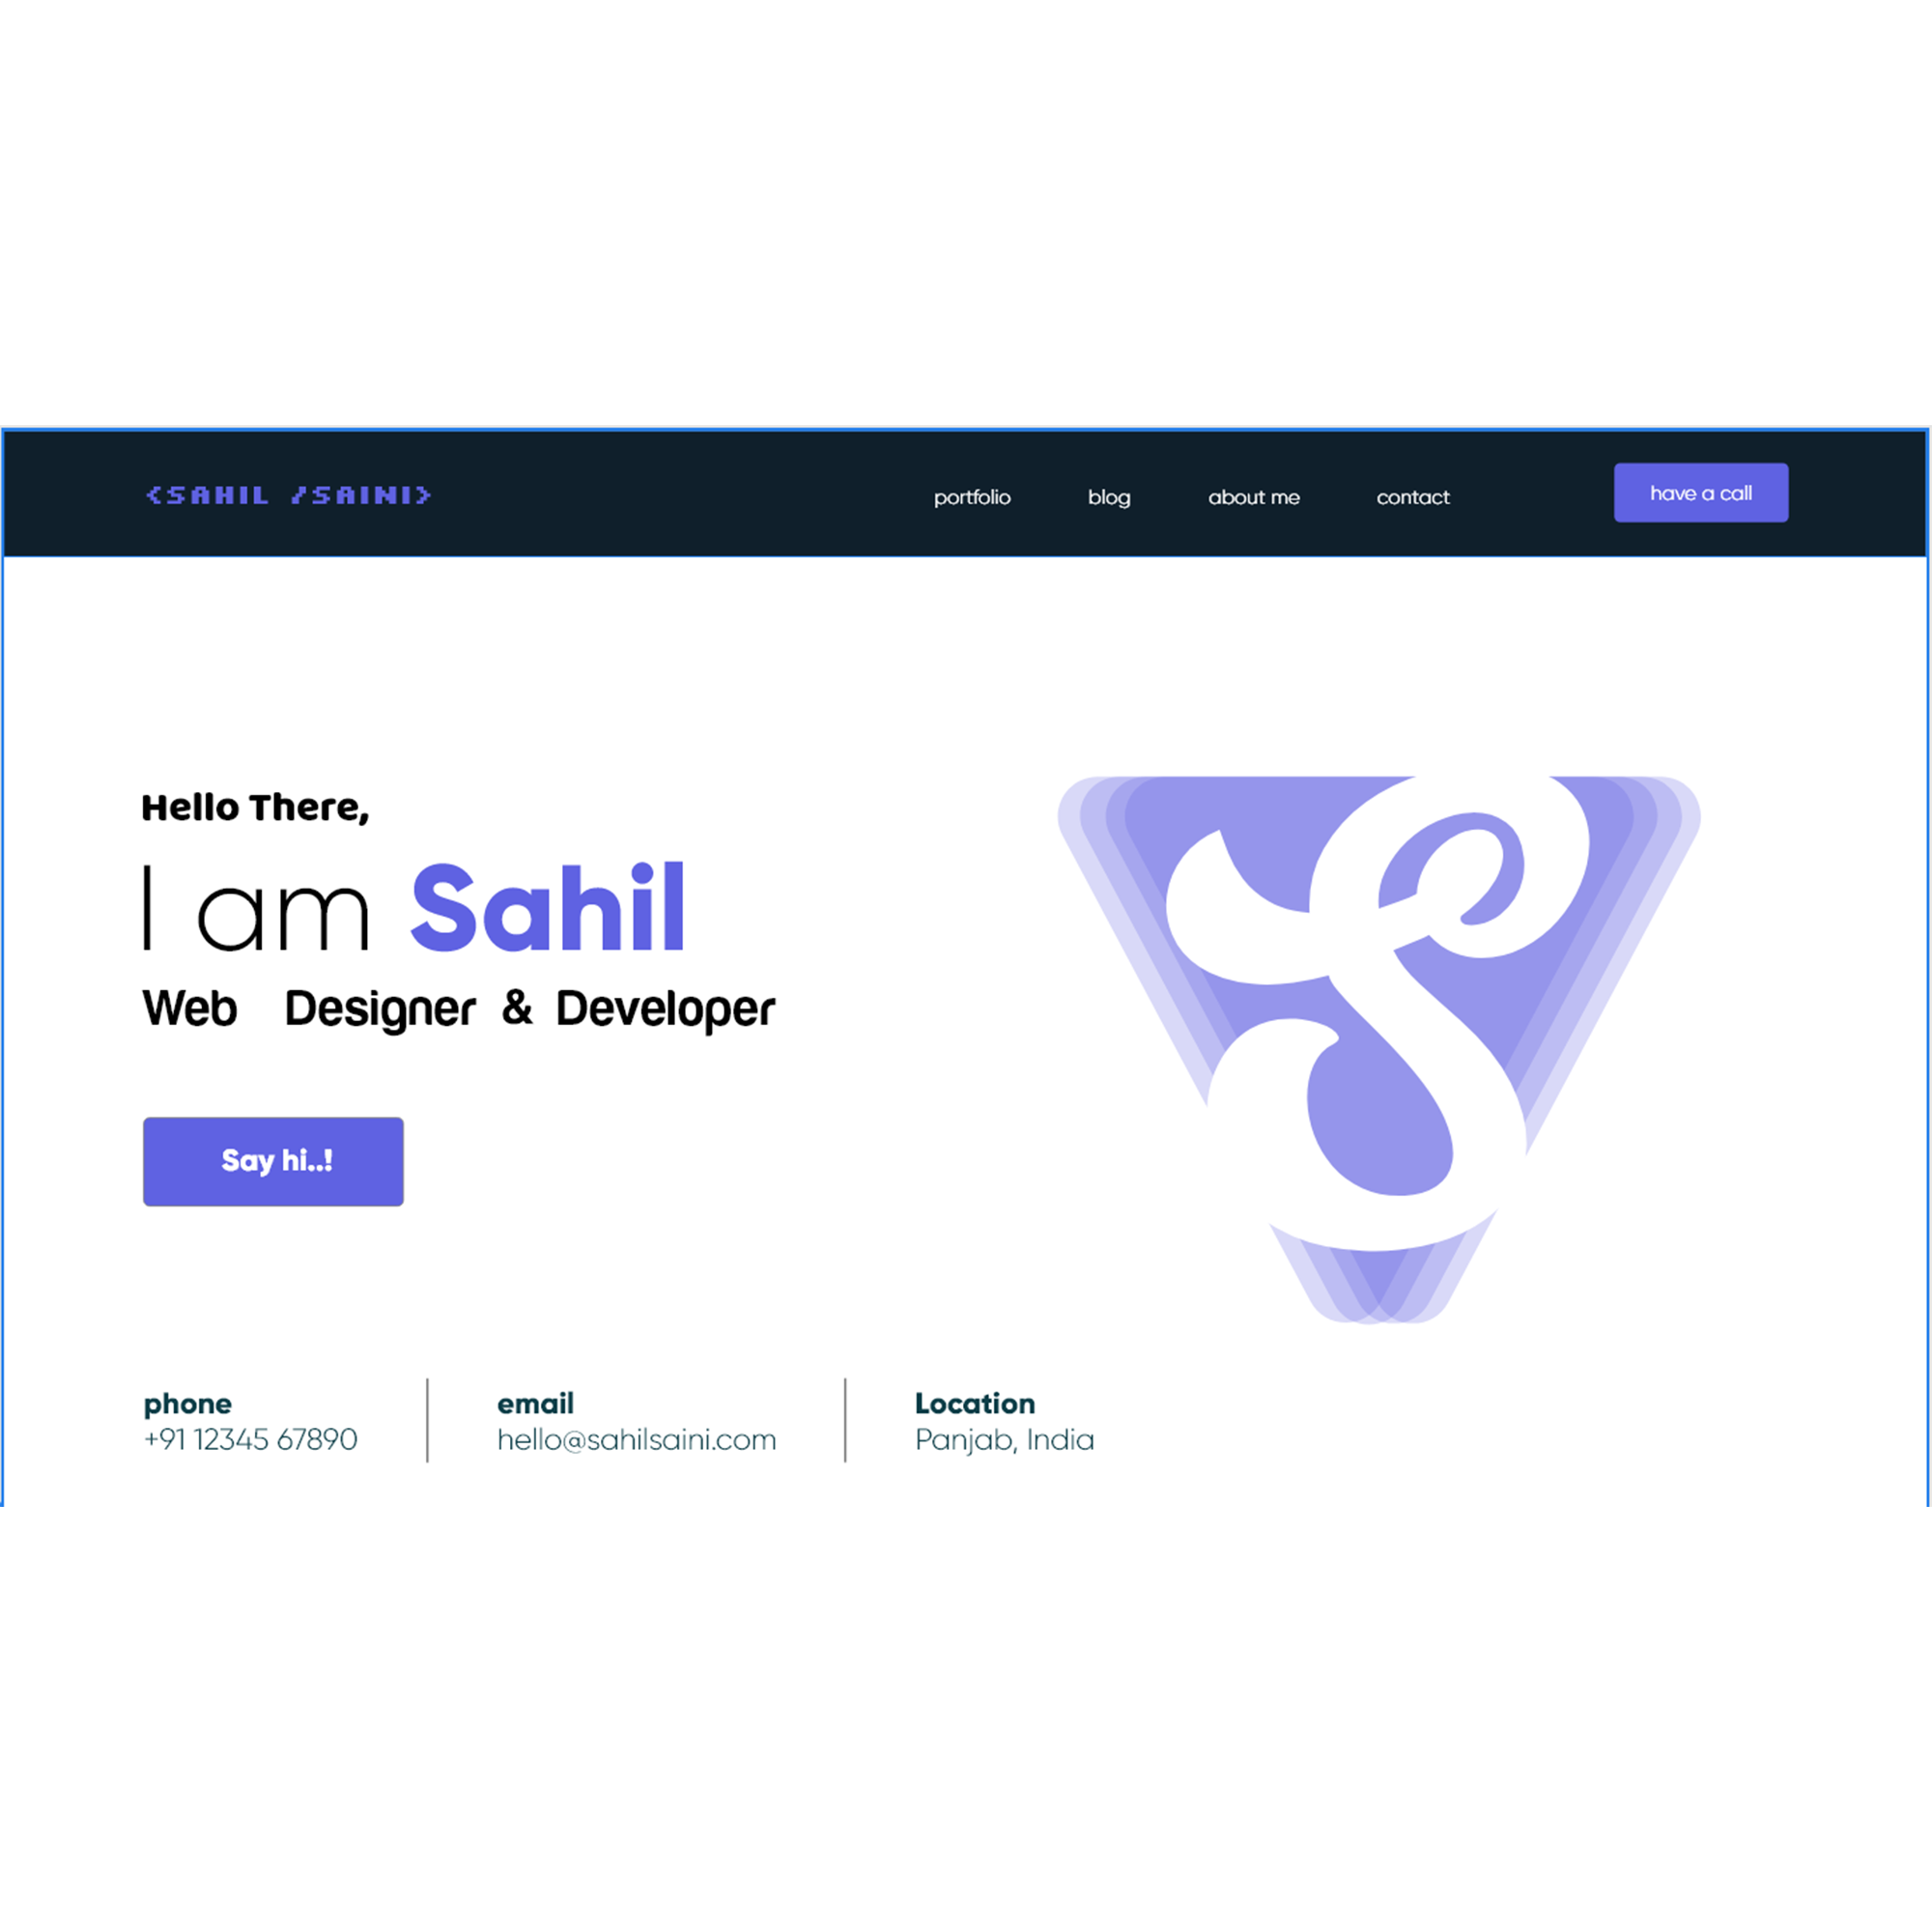 <SAHIL /SAINI>
portfolio blog about me contact have a call
Hello There,
I am Sahil
Web Designer & Developer
Say hi..!
phone email Location
+91 12345 67890 hello@sahilsaini.com Panjab, India